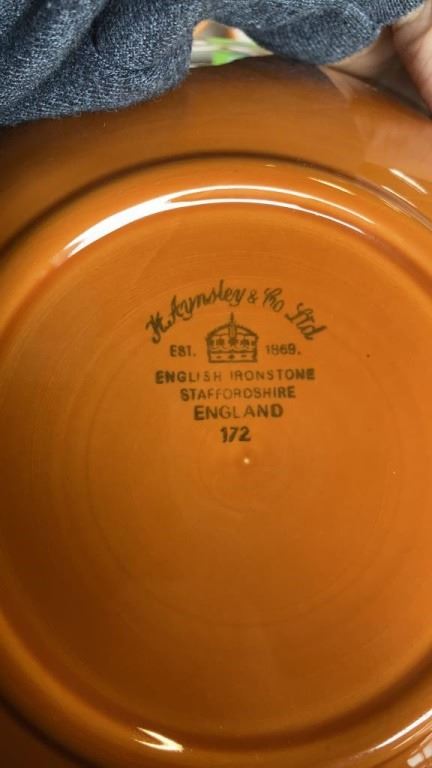 H. Aynsley & Co Ltd
EST. 1869.
ENGLISH IRONSTONE
STAFFORDSHIRE
ENGLAND
172